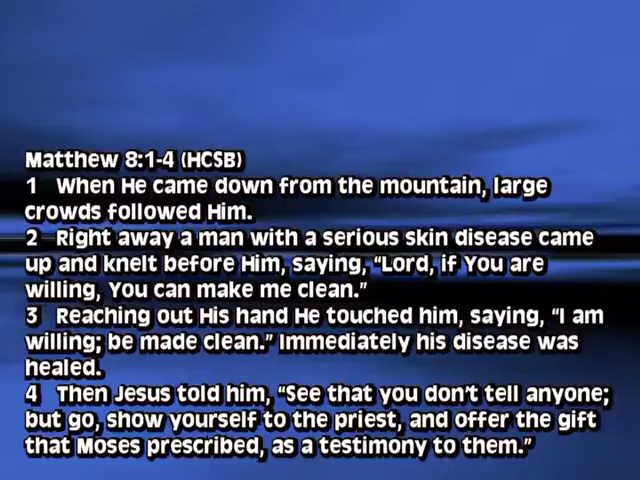 Matthew 8:1-4 (HCSB)
1 When He came down from the mountain, large
crowds followed Him.
2 Right away a man with a serious skin disease came
up and knelt before Him, saying, “Lord, if You are
willing, You can make me clean.”
3 Reaching out His hand He touched him, saying, “I am
willing; be made clean.” Immediately his disease was
healed.
4 Then Jesus told him, “See that you don’t tell anyone;
but go, show yourself to the priest, and offer the gift
that Moses prescribed, as a testimony to them.”